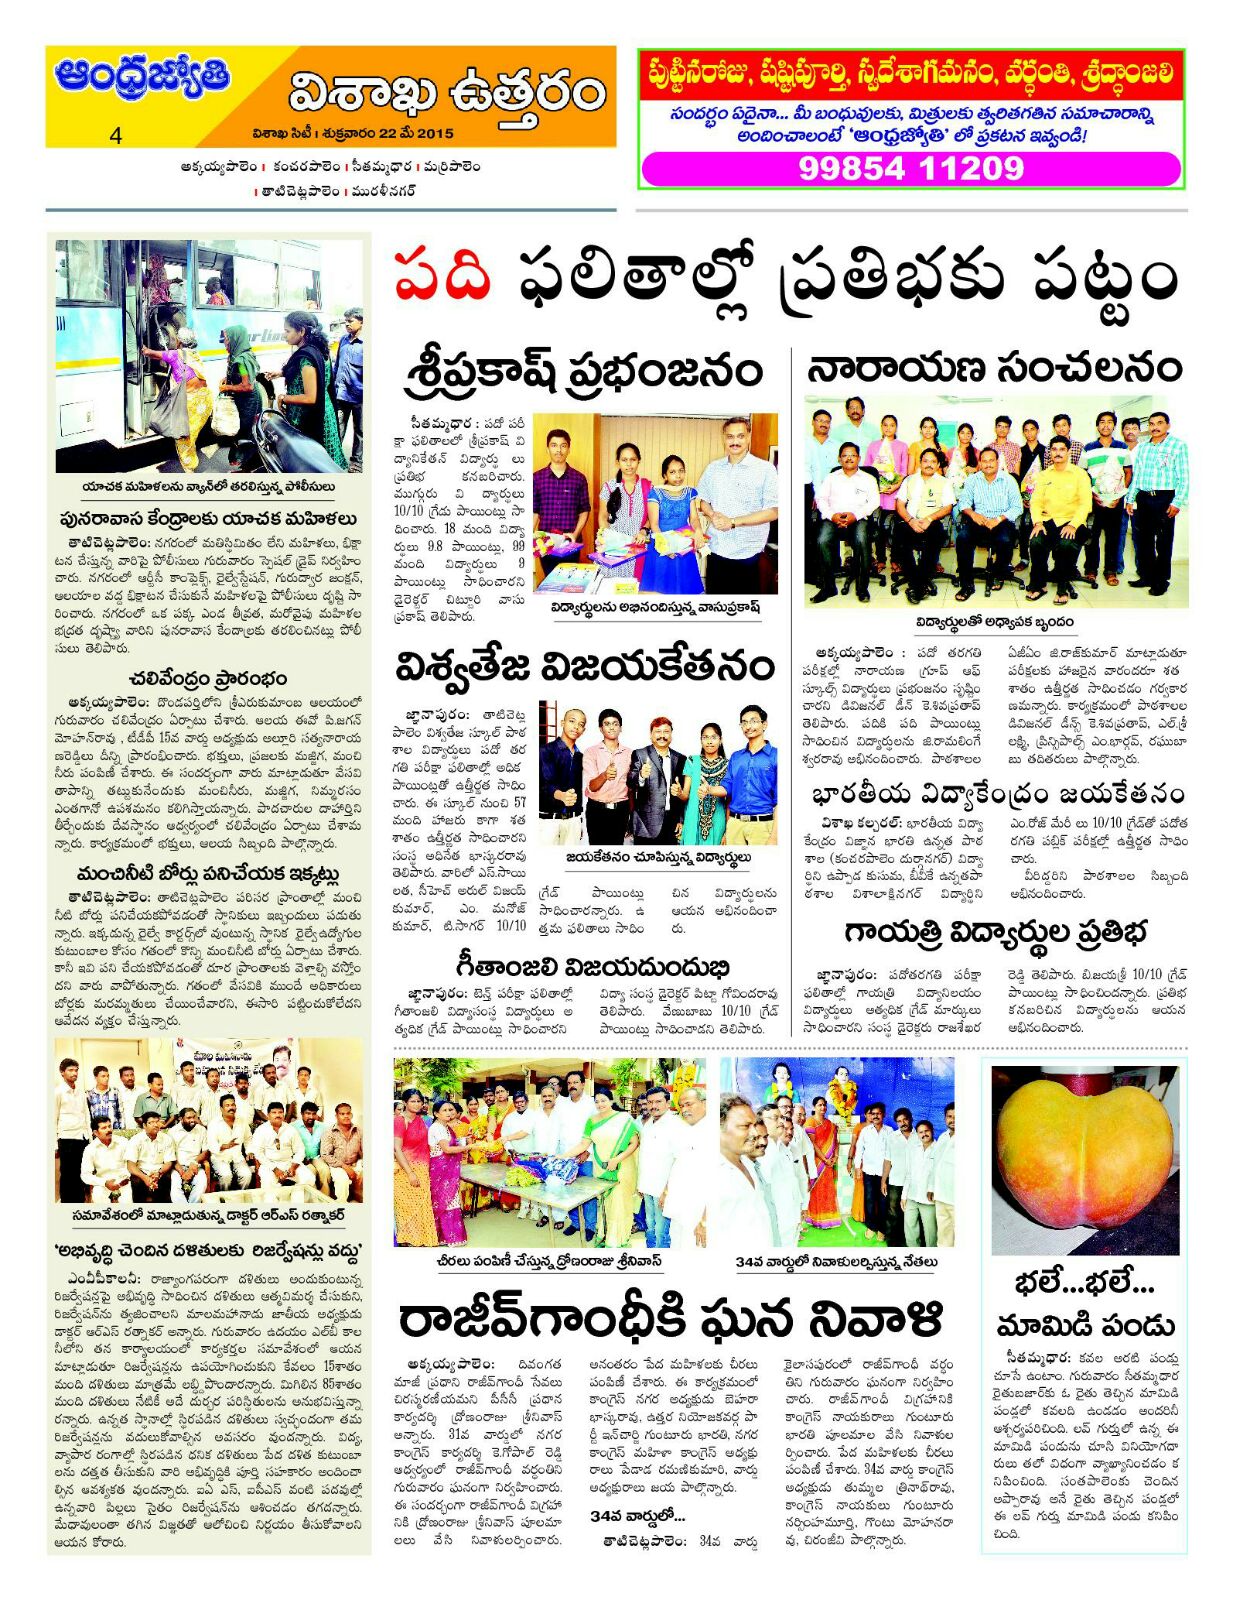 ఆంధ్రజ్యోతి
విశాఖ ఉత్తరం
4
విశాఖ సిటీ। శుక్రవారం 22 మే 2015
అక్కయ్యపాలెం। కంచరపాలెం। సీతమ్మధార। మర్రిపాలెం
। తాటిచెట్లపాలెం। మురళీనగర్
పుట్టినరోజు, షష్టిపూర్తి, స్వదేశాగమనం, వర్ధంతి, శ్రద్ధాంజలి
సందర్భం ఏదైనా... మీ బంధువులకు, మిత్రులకు త్వరితగతిన సమాచారాన్ని
అందించాలంటే ‘ఆంధ్రజ్యోతి’ లో ప్రకటన ఇవ్వండి!
99854 11209
యాచక మహిళలను వ్యాన్‌లో తరలిస్తున్న పోలీసులు
పునరావాస కేంద్రాలకు యాచక మహిళలు
తాటిచెట్లపాలెం: నగరంలో మతిస్థిమితం లేని మహిళలు, భిక్షా
టన చేస్తున్న వారిపై పోలీసులు గురువారం స్పెషల్ డ్రైవ్ నిర్వహిం
చారు. నగరంలో ఆర్టీసీ కాంప్లెక్స్, రైల్వేస్టేషన్, గురుద్వార జంక్షన్,
ఆలయాల వద్ద భిక్షాటన చేసుకునే మహిళలపై పోలీసులు దృష్టి సా
రించారు. నగరంలో ఒక పక్క ఎండ తీవ్రత, మరోవైపు మహిళల
భద్రత దృష్ట్యా వారిని పునరావాస కేంద్రాలకు తరలించినట్లు పోలీ
సులు తెలిపారు.
చలివేంద్రం ప్రారంభం
అక్కయ్యపాలెం: దొండపర్తిలోని శ్రీఎరుకుమాంబ ఆలయంలో
గురువారం చలివేంద్రం ఏర్పాటు చేశారు. ఆలయ ఈవో పి.జగన్
మోహన్‌రావు , టీడీపీ 15వ వార్డు అధ్యక్షుడు అల్లూరి సత్యనారాయ
ణరెడ్డిలు దీన్ని ప్రారంభించారు. భక్తులు, ప్రజలకు మజ్జిగ, మంచి
నీరు పంపిణీ చేశారు. ఈ సందర్భంగా వారు మాట్లాడుతూ వేసవి
తాపాన్ని తట్టుకునేందుకు మంచినీరు, మజ్జిగ, నిమ్మరసం
ఎంతగానో ఉపశమనం కలిగిస్తాయన్నారు. పాదచారుల దాహార్తిని
తీర్చేందుకు దేవస్థానం ఆధ్వర్యంలో చలివేంద్రం ఏర్పాటు చేశామ
న్నారు. కార్యక్రమంలో భక్తులు, ఆలయ సిబ్బంది పాల్గొన్నారు.
మంచినీటి బోర్లు పనిచేయక ఇక్కట్లు
తాటిచెట్లపాలెం: తాటిచెట్లపాలెం పరిసర ప్రాంతాల్లో మంచి
నీటి బోర్లు పనిచేయకపోవడంతో స్థానికులు ఇబ్బందులు పడుతు
న్నారు. ఇక్కడున్న రైల్వే క్వార్టర్స్‌లో వుంటున్న స్థానిక రైల్వేఉద్యోగుల
కుటుంబాల కోసం గతంలో కొన్ని మంచినీటి బోర్లు ఏర్పాటు చేశారు.
కానీ ఇవి పని చేయకపోవడంతో దూర ప్రాంతాలకు వెళ్లాల్సి వస్తోం
దని వారు వాపోతున్నారు. గతంలో వేసవికి ముందే అధికారులు
బోర్లకు మరమ్మతులు చేయించేవారని, ఈసారి పట్టించుకోలేదని
ఆవేదన వ్యక్తం చేస్తున్నారు.
సమావేశంలో మాట్లాడుతున్న డాక్టర్ ఆర్ఎస్ రత్నాకర్
‘అభివృద్ధి చెందిన దళితులకు రిజర్వేషన్లు వద్దు’
ఎంవీపీకాలనీ: రాజ్యాంగపరంగా దళితులు అందుకుంటున్న
రిజర్వేషన్లపై అభివృద్ధి సాధించిన దళితులు ఆత్మవిమర్శ చేసుకుని,
రిజర్వేషన్‌ను త్యజించాలని మాలమహానాడు జాతీయ అధ్యక్షుడు
డాక్టర్ ఆర్ఎస్ రత్నాకర్ అన్నారు. గురువారం ఉదయం ఎల్ఐబీ కాల
నీలోని తన కార్యాలయంలో కార్యకర్తల సమావేశంలో ఆయన
మాట్లాడుతూ రిజర్వేషన్లను ఉపయోగించుకుని కేవలం 15శాతం
మంది దళితులు మాత్రమే లబ్ధిపొందారన్నారు. మిగిలిన 85శాతం
మంది దళితులు నేటికీ అదే దుర్భర పరిస్థితులను అనుభవిస్తున్నా
రన్నారు. ఉన్నత స్థానాల్లో స్థిరపడిన దళితులు స్వచ్ఛందంగా తమ
రిజర్వేషన్లను వదులుకోవాల్సిన అవసరం వుందన్నారు. విద్య,
వ్యాపార రంగాల్లో స్థిరపడిన ధనిక దళితులు పేద దళిత కుటుంబా
లను దత్తత తీసుకుని వారి అభివృద్ధికి పూర్తి సహకారం అందించా
ల్సిన ఆవశ్యకత వుందన్నారు. ఐఏ ఎస్, ఐపీఎస్ వంటి పదవుల్లో
ఉన్నవారి పిల్లలు సైతం రిజర్వేషన్‌ను ఆశించడం తగదన్నారు.
మేధావులంతా తగిన విజ్ఞతతో ఆలోచించి నిర్ణయం తీసుకోవాలని
ఆయన కోరారు.
పది ఫలితాల్లో ప్రతిభకు పట్టం
శ్రీప్రకాష్ ప్రభంజనం
సీతమ్మధార : పదో పరీ
క్షా ఫలితాలలో శ్రీప్రకాష్ వి
ద్యానికేతన్ విద్యార్థు లు
ప్రతిభ కనబరిచారు.
ముగ్గురు వి ద్యార్థులు
10/10 గ్రేడు పాయింట్లు సా
ధించారు. 18 మంది విద్యా
ర్థులు 9.8 పాయింట్లు, 99
మంది విద్యార్థులు 9
పాయింట్లు సాధించారని
డైరెక్టర్ చిట్టూరి వాసు
ప్రకాష్ తెలిపారు.
విద్యార్థులను అభినందిస్తున్న వాసుప్రకాష్
విశ్వతేజ విజయకేతనం
జ్ఞానాపురం: తాటిచెట్ల
పాలెం విశ్వతేజ స్కూల్ పాఠ
శాల విద్యార్థులు పదో తర
గతి పరీక్షా ఫలితాల్లో అధిక
పాయింట్లతో ఉత్తీర్ణత సాధిం
చారు. ఈ స్కూల్ నుంచి 57
మంది హాజరు కాగా శత
శాతం ఉత్తీర్ణత సాధించారని
సంస్థ అధినేత భాస్కరరావు
తెలిపారు. వారిలో ఎస్.సాయి
లత, సీహెచ్ అరుల్ విజయ్
కుమార్, ఎం. మనోజ్
కుమార్, టి.సాగర్ 10/10
జయకేతనం చూపిస్తున్న విద్యార్థులు
గ్రేడ్ పాయింట్లు
సాధించారన్నారు. ఉ
త్తమ ఫలితాలు సాధిం
చిన విద్యార్థులను
ఆయన అభినందించా
రు.
గీతాంజలి విజయదుందుభి
జ్ఞానాపురం: టెన్త్ పరీక్షా ఫలితాల్లో
గీతాంజలి విద్యాసంస్థ విద్యార్థులు అ
త్యధిక గ్రేడ్ పాయింట్లు సాధించారని
విద్యా సంస్థ డైరెక్టర్ పిట్టా గోవిందరావు
తెలిపారు. వేణుబాబు 10/10 గ్రేడ్
పాయింట్లు సాధించాడని తెలిపారు.
నారాయణ సంచలనం
విద్యార్థులతో అధ్యాపక బృందం
అక్కయ్యపాలెం : పదో తరగతి
పరీక్షల్లో నారాయణ గ్రూప్ ఆఫ్
స్కూల్స్ విద్యార్థులు ప్రభంజనం సృష్టిం
చారని డివిజనల్ డీన్ కె.శివప్రతాప్
తెలిపారు. పదికి పది పాయింట్లు
సాధించిన విద్యార్థులను జి.రామలింగే
శ్వరరావు అభినందించారు. పాఠశాలల
ఏజీఎం జి.రాజ్‌కుమార్ మాట్లాడుతూ
పరీక్షలకు హాజరైన వారందరూ శత
శాతం ఉత్తీర్ణత సాధించడం గర్వకార
ణమన్నారు. కార్యక్రమంలో పాఠశాలల
డివిజనల్ డీన్స్ కె.శివప్రతాప్, ఎల్.శ్రీ
లక్ష్మి, ప్రిన్సిపాల్స్ ఎం.భార్గవ్, రఘుబా
బు తదితరులు పాల్గొన్నారు.
భారతీయ విద్యాకేంద్రం జయకేతనం
విశాఖ కల్చరల్: భారతీయ విద్యా
కేంద్రం విజ్ఞాన భారతి ఉన్నత పాఠ
శాల (కంచరపాలెం దుర్గానగర్) విద్యా
ర్థిని ఉప్పాడ కుసుమ, బీవీకే ఉన్నతపా
ఠశాల విశాలాక్షినగర్ విద్యార్థిని
ఎం.రోజ్ మేరీ లు 10/10 గ్రేడ్‌తో పదోత
రగతి పబ్లిక్ పరీక్షల్లో ఉత్తీర్ణత సాధిం
చారు.
వీరిద్దరిని పాఠశాలల సిబ్బంది
అభినందించారు.
గాయత్రి విద్యార్థుల ప్రతిభ
జ్ఞానాపురం: పదోతరగతి పరీక్షా
ఫలితాల్లో గాయత్రి విద్యానిలయం
విద్యార్థులు అత్యధిక గ్రేడ్ మార్కులు
సాధించారని సంస్థ డైరెక్టరు రాజశేఖర
రెడ్డి తెలిపారు. బి.జయశ్రీ 10/10 గ్రేడ్
పాయింట్లు సాధించిందన్నారు. ప్రతిభ
కనబరిచిన విద్యార్థులను ఆయన
అభినందించారు.
చీరలు పంపిణీ చేస్తున్న ద్రోణంరాజు శ్రీనివాస్
34వ వార్డులో నివాళులర్పిస్తున్న నేతలు
రాజీవ్‌గాంధీకి ఘన నివాళి
అక్కయ్యపాలెం: దివంగత
మాజీ ప్రధాని రాజీవ్‌గాంధీ సేవలు
చిరస్మరణీయమని పీసీసీ ప్రధాన
కార్యదర్శి ద్రోణంరాజు శ్రీనివాస్
అన్నారు. 31వ వార్డులో నగర
కాంగ్రెస్ కార్యదర్శి కె.గోపాల్ రెడ్డి
ఆధ్వర్యంలో రాజీవ్‌గాంధీ వర్ధంతిని
గురువారం ఘనంగా నిర్వహించారు.
ఈ సందర్భంగా రాజీవ్‌గాంధీ విగ్రహా
నికి ద్రోణంరాజు శ్రీనివాస్ పూలమా
లలు వేసి నివాళులర్పించారు.
అనంతరం పేద మహిళలకు చీరలు
పంపిణీ చేశారు. ఈ కార్యక్రమంలో
కాంగ్రెస్ నగర అధ్యక్షుడు బెహరా
భాస్కరావు, ఉత్తర నియోజకవర్గ పా
ర్టీ ఇన్‌చార్జి గుంటూరు భారతి, నగర
కాంగ్రెస్ మహిళా కాంగ్రెస్ అధ్యక్షు
రాలు పేడాడ రమణికుమారి, వార్డు
అధ్యక్షురాలు జయ పాల్గొన్నారు.
34వ వార్డులో...
తాటిచెట్లపాలెం: 34వ వార్డు
కైలాసపురంలో రాజీవ్‌గాంధీ వర్ధం
తిని గురువారం ఘనంగా నిర్వహిం
చారు. రాజీవ్‌గాంధీ విగ్రహానికి
కాంగ్రెస్ నాయకురాలు గుంటూరు
భారతి పూలమాల వేసి నివాళుల
ర్పించారు. పేద మహిళలకు చీరలు
పంపిణీ చేశారు. 34వ వార్డు కాంగ్రెస్
అధ్యక్షుడు తుమ్మల త్రినాథ్‌రావు,
కాంగ్రెస్ నాయకులు గుంటూరు
నర్సింహమూర్తి, గొంటు మోహనరా
వు, చిరంజీవి పాల్గొన్నారు.
భలే...భలే...
మామిడి పండు
సీతమ్మధార: కవల అరటి పండ్లు
చూసే ఉంటాం. గురువారం సీతమ్మధార
రైతుబజార్‌కు ఓ రైతు తెచ్చిన మామిడి
పండ్లలో కవలది ఉండడం అందరినీ
ఆశ్చర్యపరిచింది. లవ్ గుర్తులో ఉన్న ఈ
మామిడి పండును చూసి వినియోగదా
రులు తలో విధంగా వ్యాఖ్యానించడం క
నిపించింది. సంతపాలెంకు చెందిన
అప్పారావు అనే రైతు తెచ్చిన పండ్లలో
ఈ లవ్ గుర్తు మామిడి పండు కనిపిం
చింది.